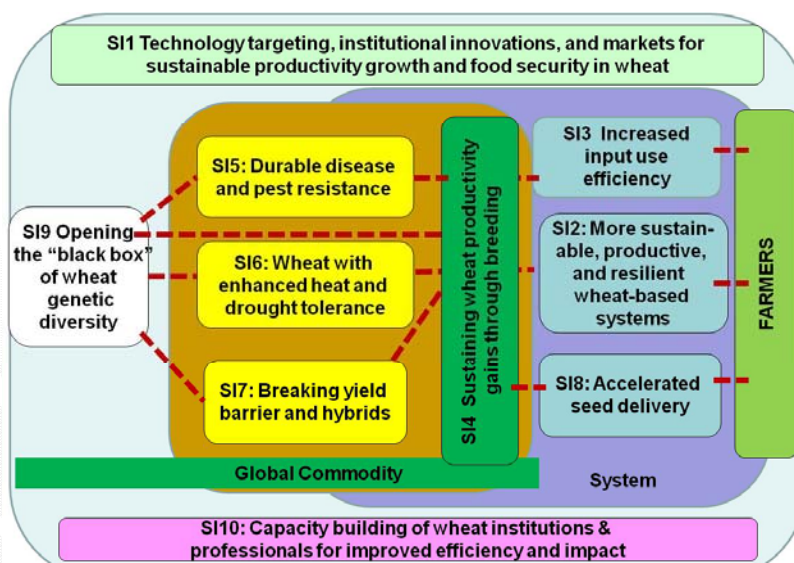 SI1 Technology targeting, institutional innovations, and markets for
sustainable productivity growth and food security in wheat
SI9 Opening
the “black box”
of wheat
genetic
diversity
SI5: Durable disease
and pest resistance
SI6: Wheat with
enhanced heat and
drought tolerance
SI7: Breaking yield
barrier and hybrids
SI4 Sustaining wheat productivity
gains through breeding
SI3 Increased
input use
efficiency
SI2: More sustain-
able, productive,
and resilient
wheat-based
systems
SI8: Accelerated
seed delivery
FARMERS
Global Commodity
System
SI10: Capacity building of wheat institutions &
professionals for improved efficiency and impact